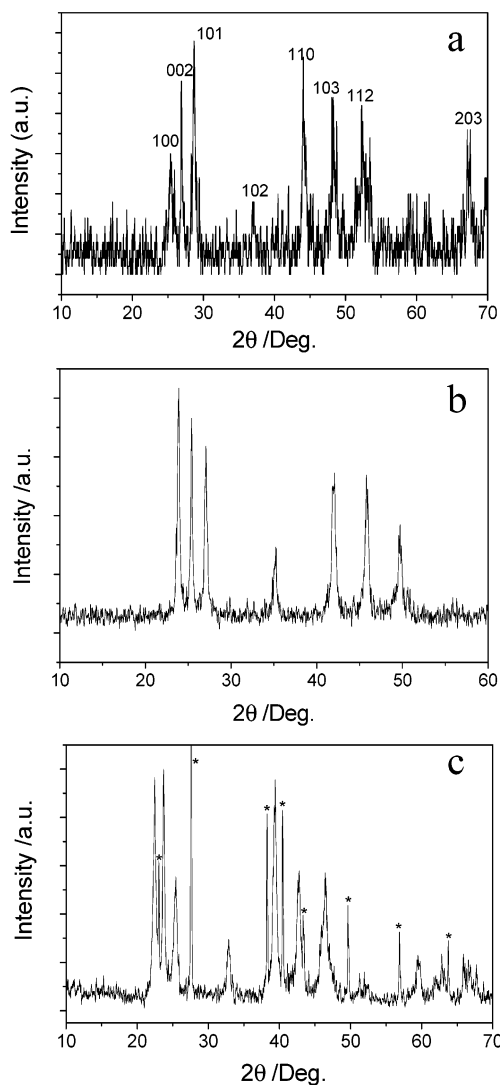 a
101
002
110
103
112
100
203
102
Intensity (a.u.)
10 20 30 40 50 60 70
2θ /Deg.
b
Intensity /a.u.
10 20 30 40 50 60
2θ /Deg.
c
*
* *
*
* *
* *
Intensity /a.u.
10 20 30 40 50 60 70
2θ /Deg.